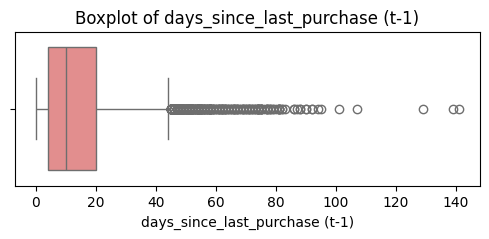 Boxplot of days_since_last_purchase (t-1)
0 20 40 60 80 100 120 140
days_since_last_purchase (t-1)